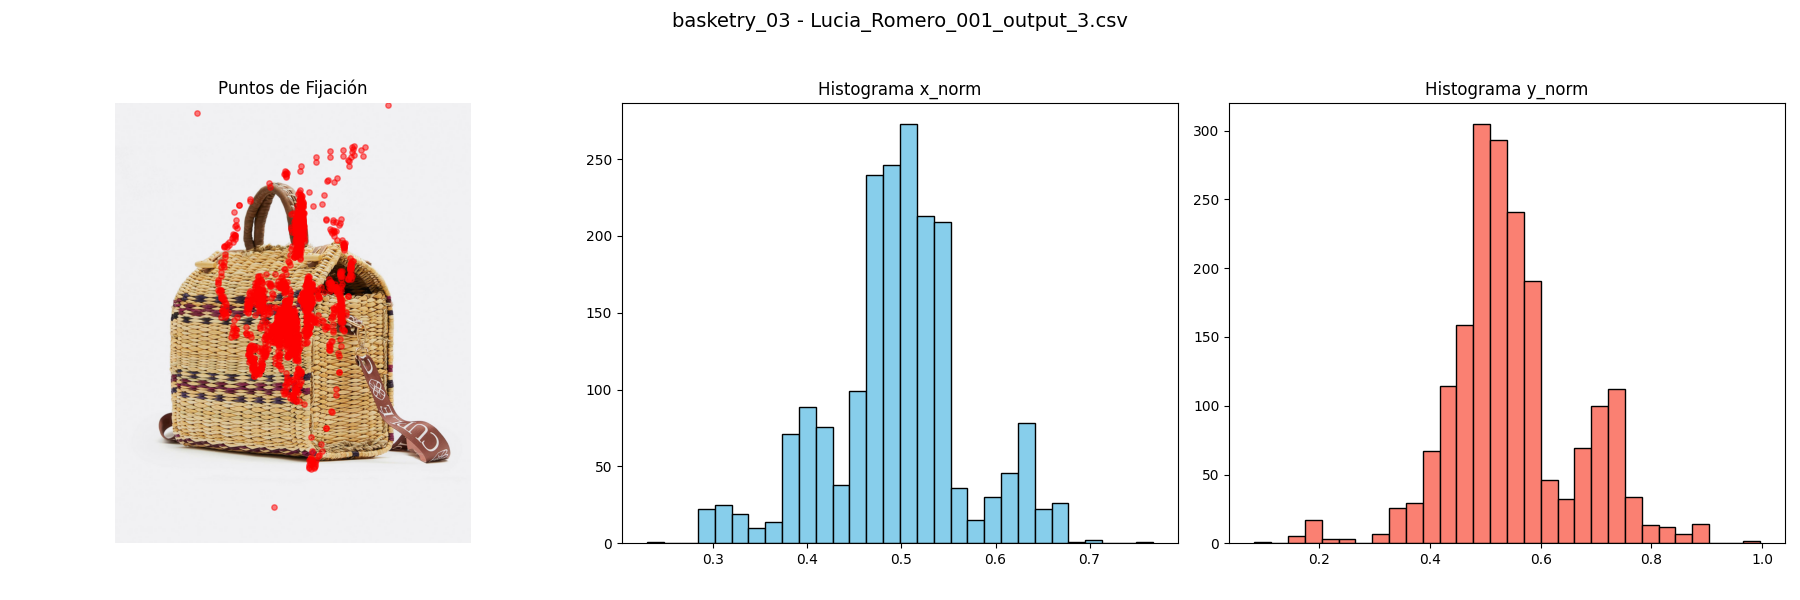 basketry_03 - Lucia_Romero_001_output_3.csv
Puntos de Fijación
Histograma x_norm
Histograma y_norm
250
200
150
100
50
0
0.3 0.4 0.5 0.6 0.7
300
250
200
150
100
50
0
0.2 0.4 0.6 0.8 1.0